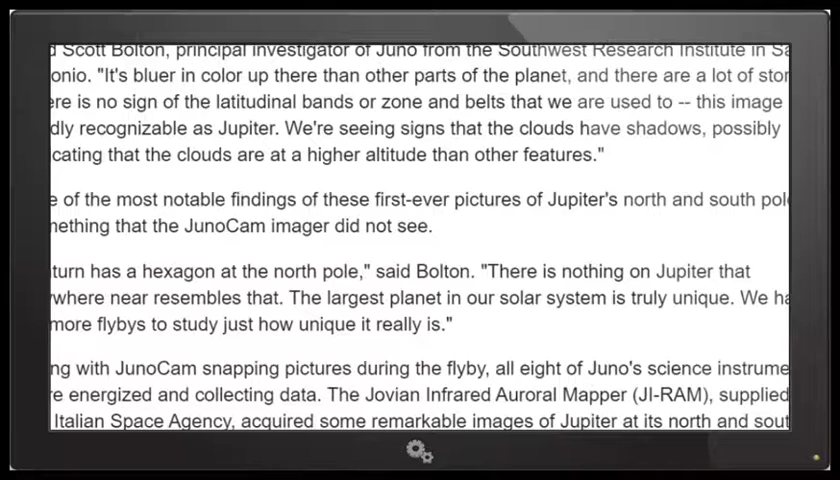 d Scott Bolton, principal investigator of Juno from the Southwest Research Institute in Sa
onio. "It's bluer in color up there than other parts of the planet, and there are a lot of stor
ere is no sign of the latitudinal bands or zone and belts that we are used to -- this image
dly recognizable as Jupiter. We're seeing signs that the clouds have shadows, possibly
cating that the clouds are at a higher altitude than other features."
e of the most notable findings of these first-ever pictures of Jupiter's north and south pol
nething that the JunoCam imager did not see.
turn has a hexagon at the north pole," said Bolton. "There is nothing on Jupiter that
ywhere near resembles that. The largest planet in our solar system is truly unique. We ha
more flybys to study just how unique it really is."
ng with JunoCam snapping pictures during the flyby, all eight of Juno's science instrume
re energized and collecting data. The Jovian Infrared Auroral Mapper (JI-RAM), supplied
Italian Space Agency, acquired some remarkable images of Jupiter at its north and sout